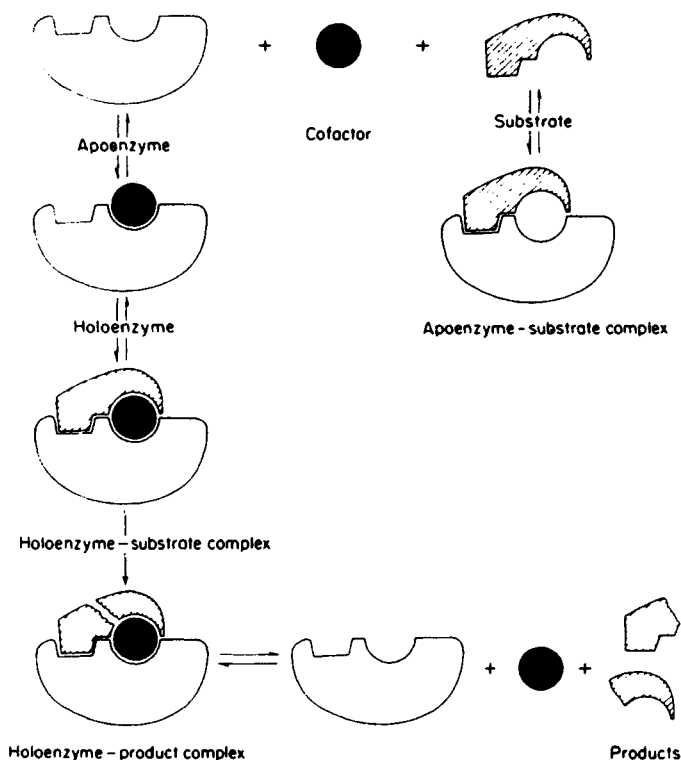 + +
Cofactor
Substrate
Apoenzyme
Holoenzyme
Apoenzyme – substrate complex
Holoenzyme – substrate complex
+ +
Holoenzyme – product complex
Products